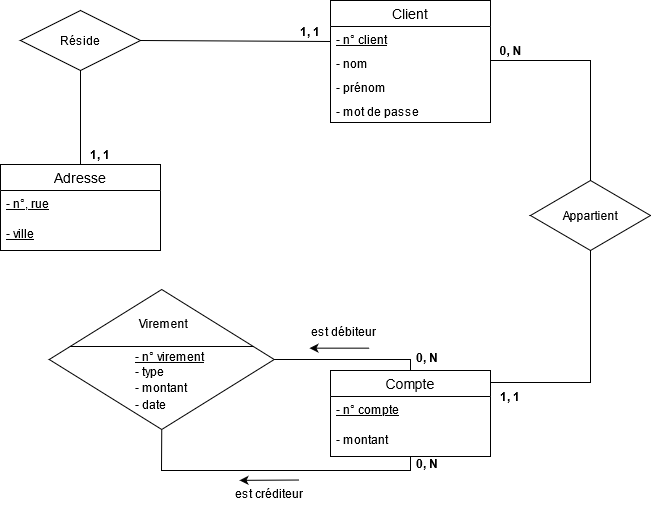 Client
- n° client
- nom
- prénom
- mot de passe
Réside
1, 1
0, N
1, 1
Adresse
- n°, rue
- ville
Appartient
Virement
- n° virement
- type
- montant
- date
est débiteur
0, N
Compte
- n° compte
- montant
1, 1
0, N
est créditeur